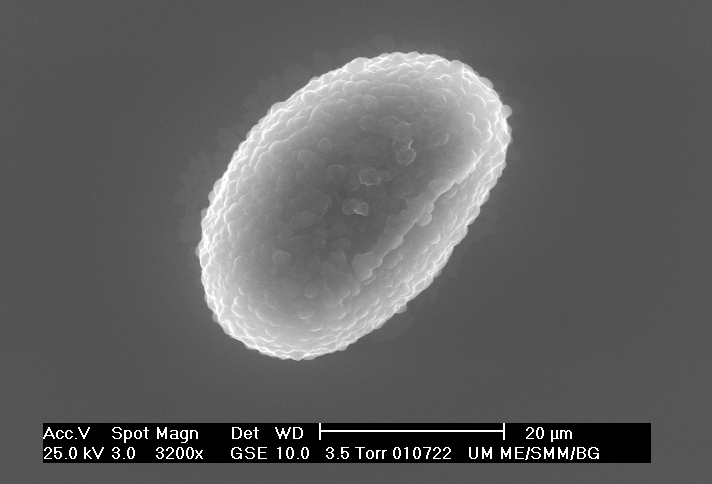 Acc.V Spot Magn Det WD 20 µm
25.0 kV 3.0 3200x GSE 10.0 3.5 Torr 010722 UM ME/SMM/BG